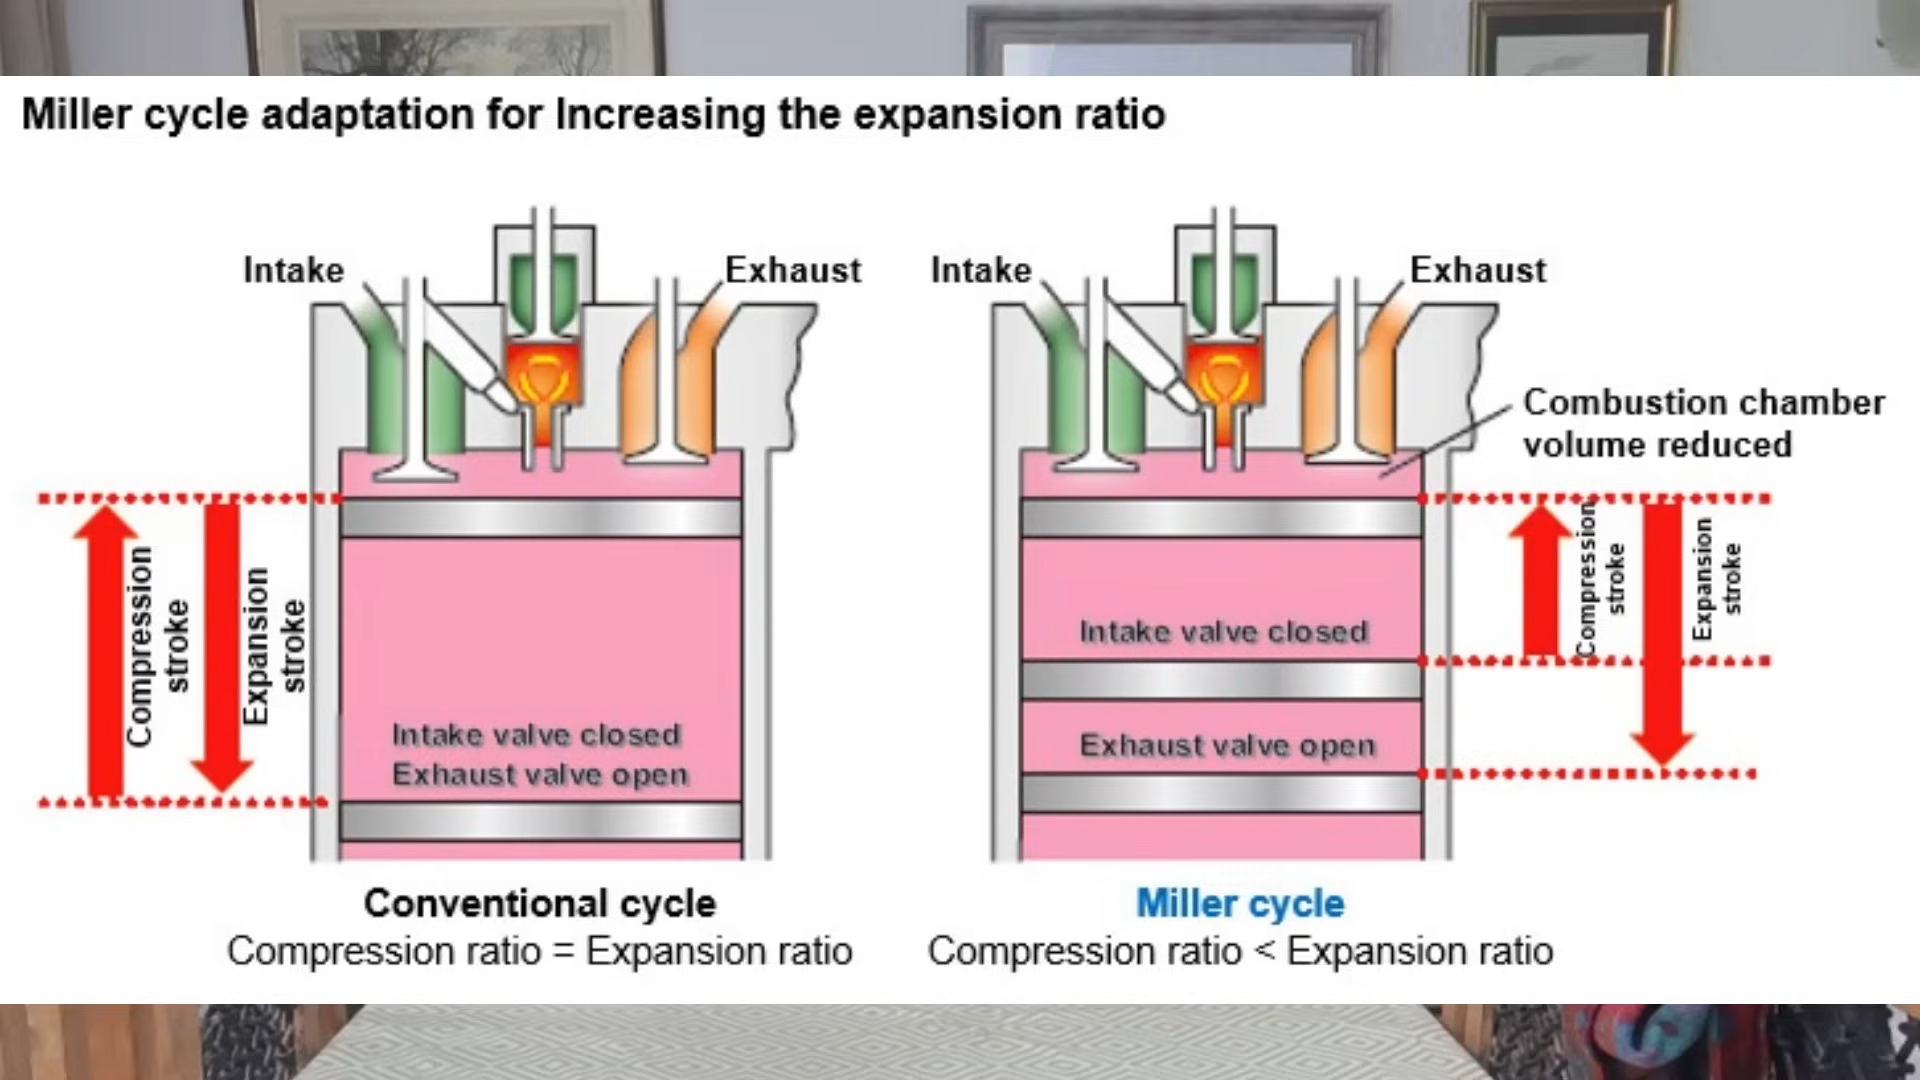 Miller cycle adaptation for Increasing the expansion ratio
Intake
Exhaust
Compression
stroke
Expansion
stroke
Intake valve closed
Exhaust valve open
Conventional cycle
Compression ratio = Expansion ratio
Intake
Exhaust
Combustion chamber
volume reduced
Compression
stroke
Expansion
stroke
Intake valve closed
Exhaust valve open
Miller cycle
Compression ratio < Expansion ratio